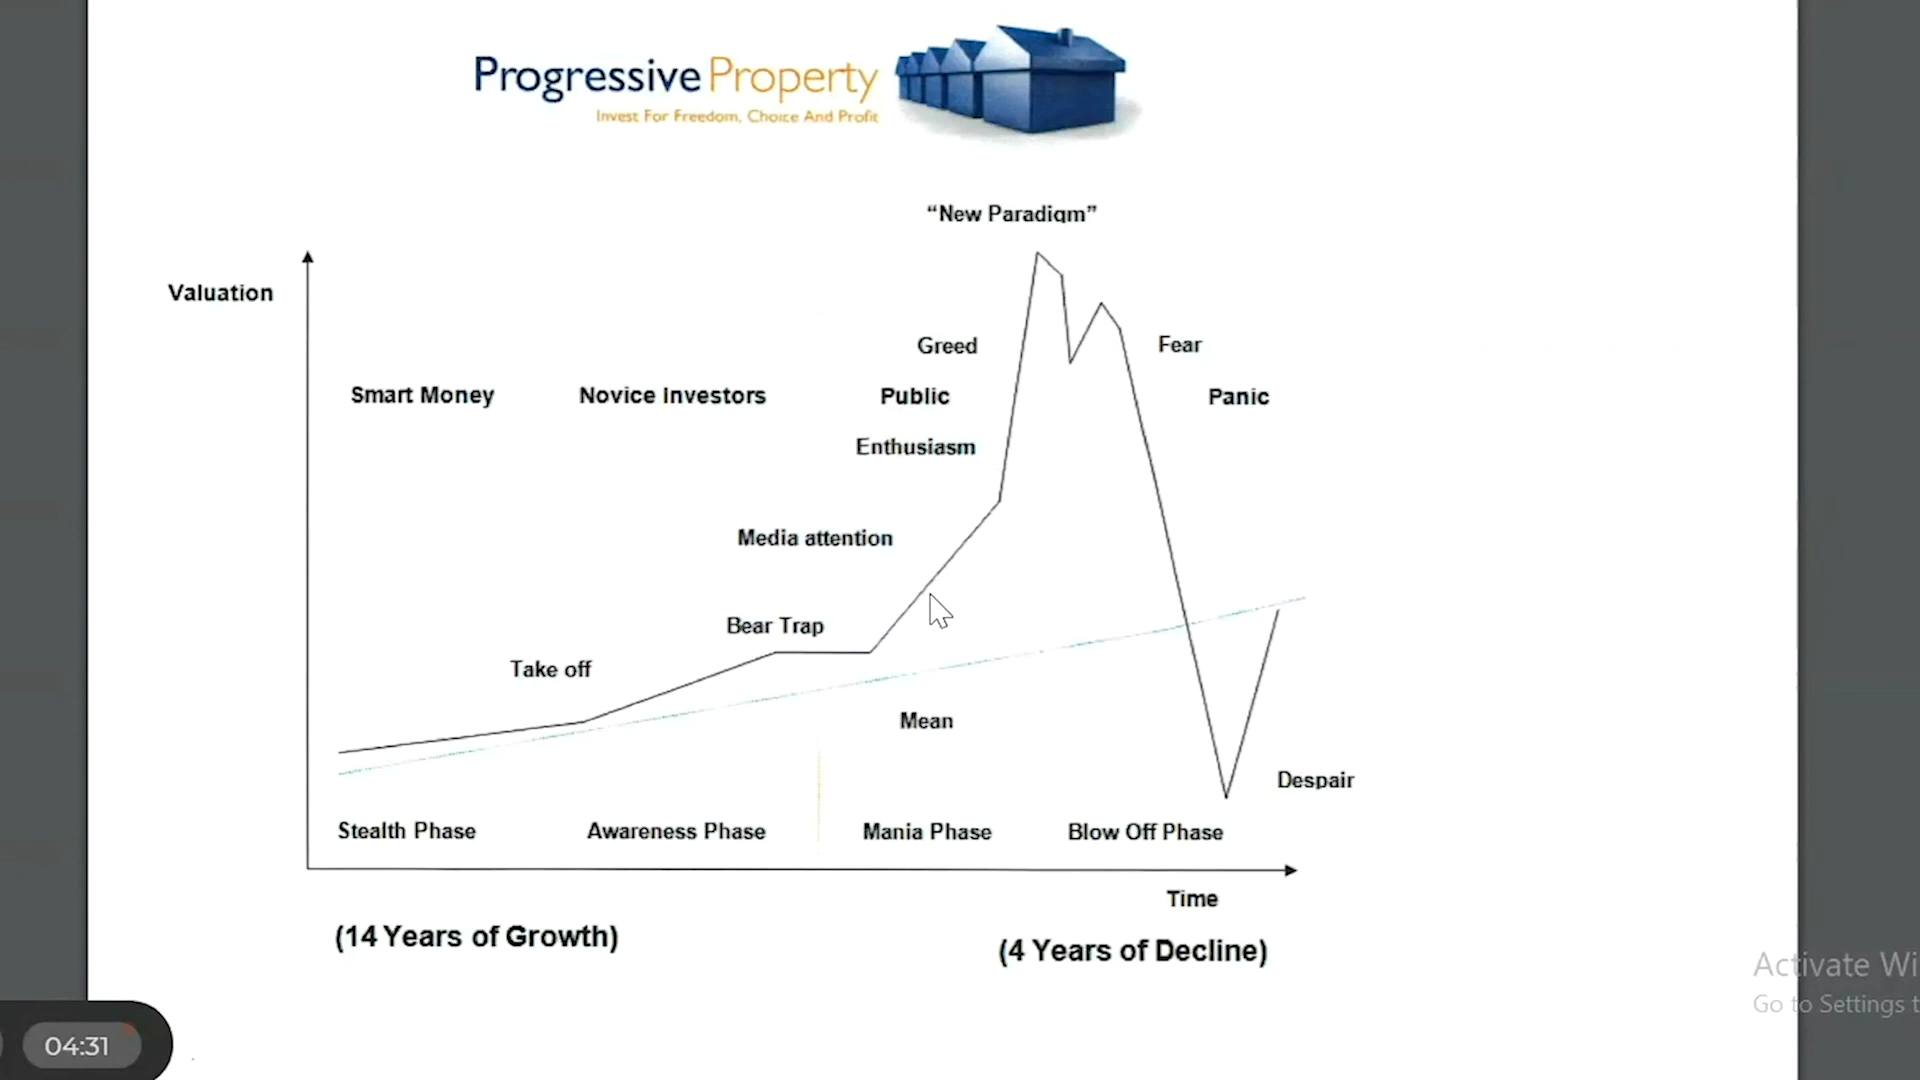 Progressive Property
Invest For Freedom, Choice And Profit
“New Paradigm”
Valuation
Greed
Fear
Smart Money
Novice Investors
Public
Panic
Enthusiasm
Media attention
Bear Trap
Take off
Mean
Despair
Stealth Phase
Awareness Phase
Mania Phase
Blow Off Phase
Time
(14 Years of Growth)
(4 Years of Decline)
Activate Wi
Go to Settings t
04:31